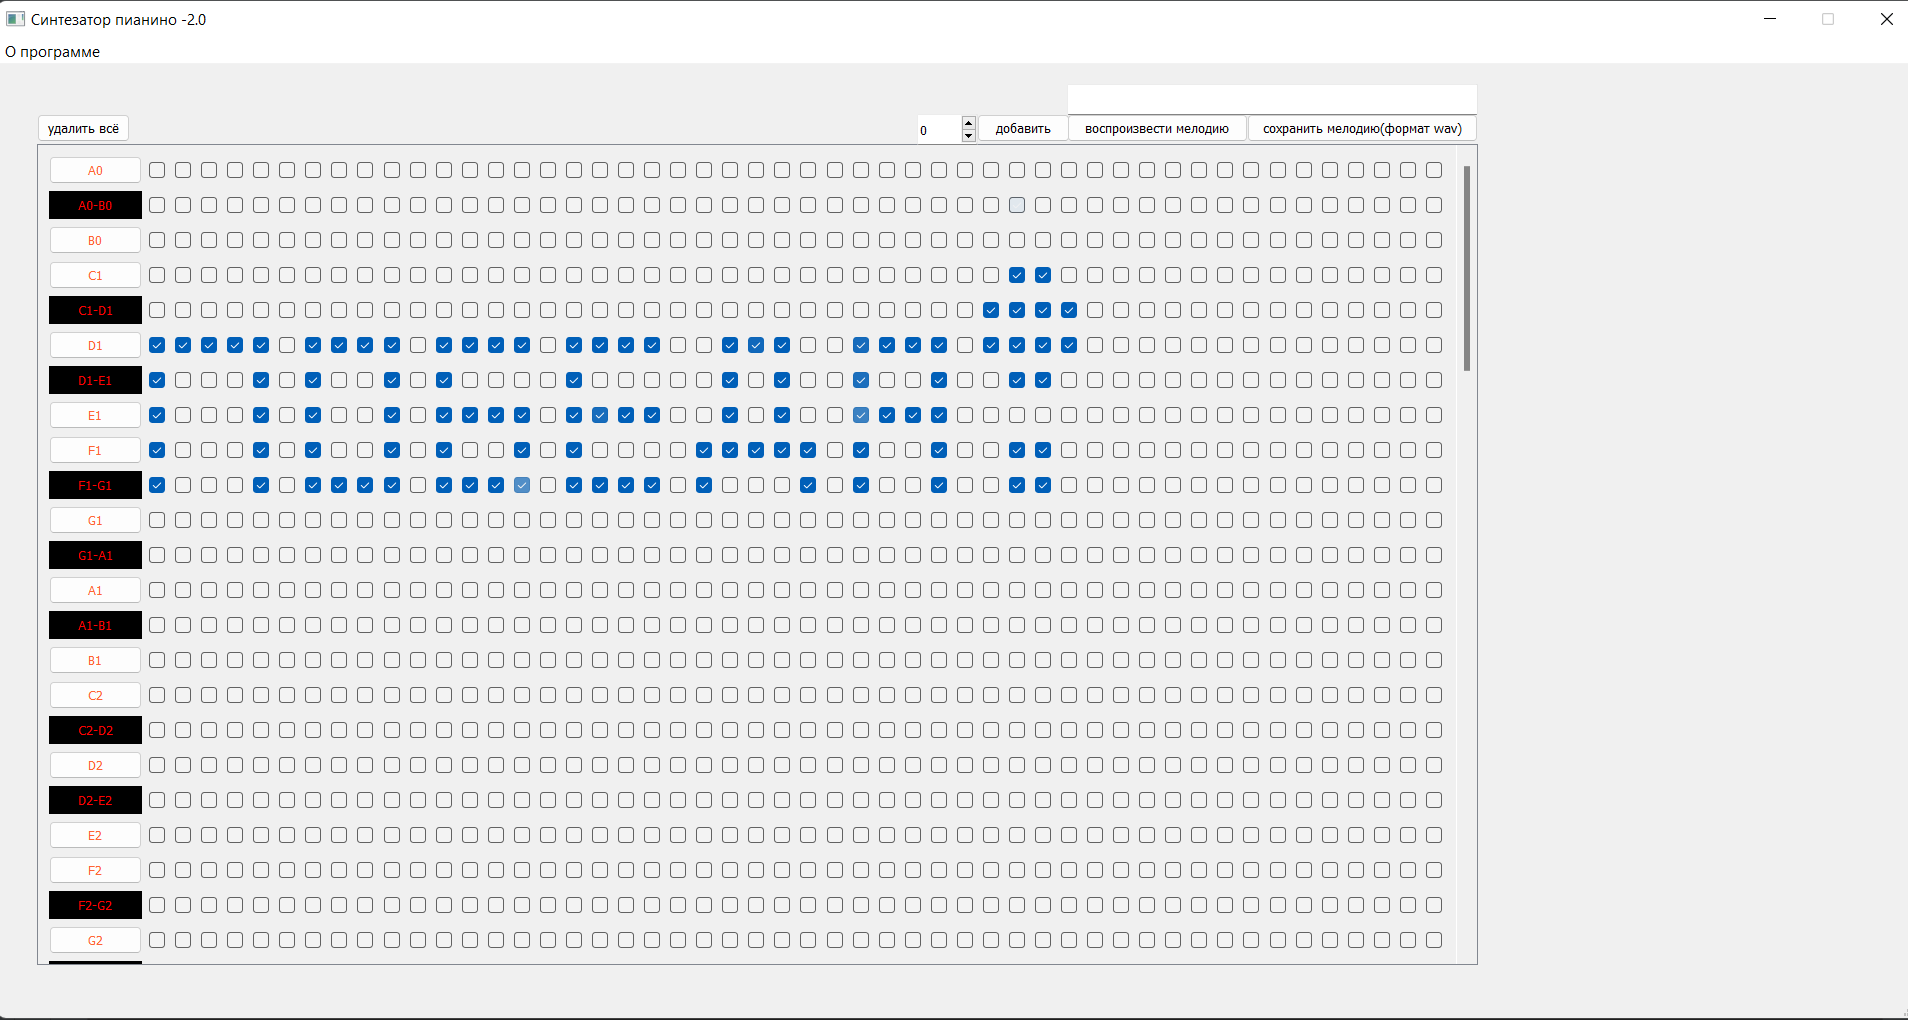 Синтезатор пианино -2.0
О программе
удалить всё
0 добавить воспроизвести мелодию сохранить мелодию(формат wav)
A0
A0-B0
B0
C1
C1-D1
D1
D1-E1
E1
F1
F1-G1
G1
G1-A1
A1
A1-B1
B1
C2
C2-D2
D2
D2-E2
E2
F2
F2-G2
G2
ПОБЕДА!